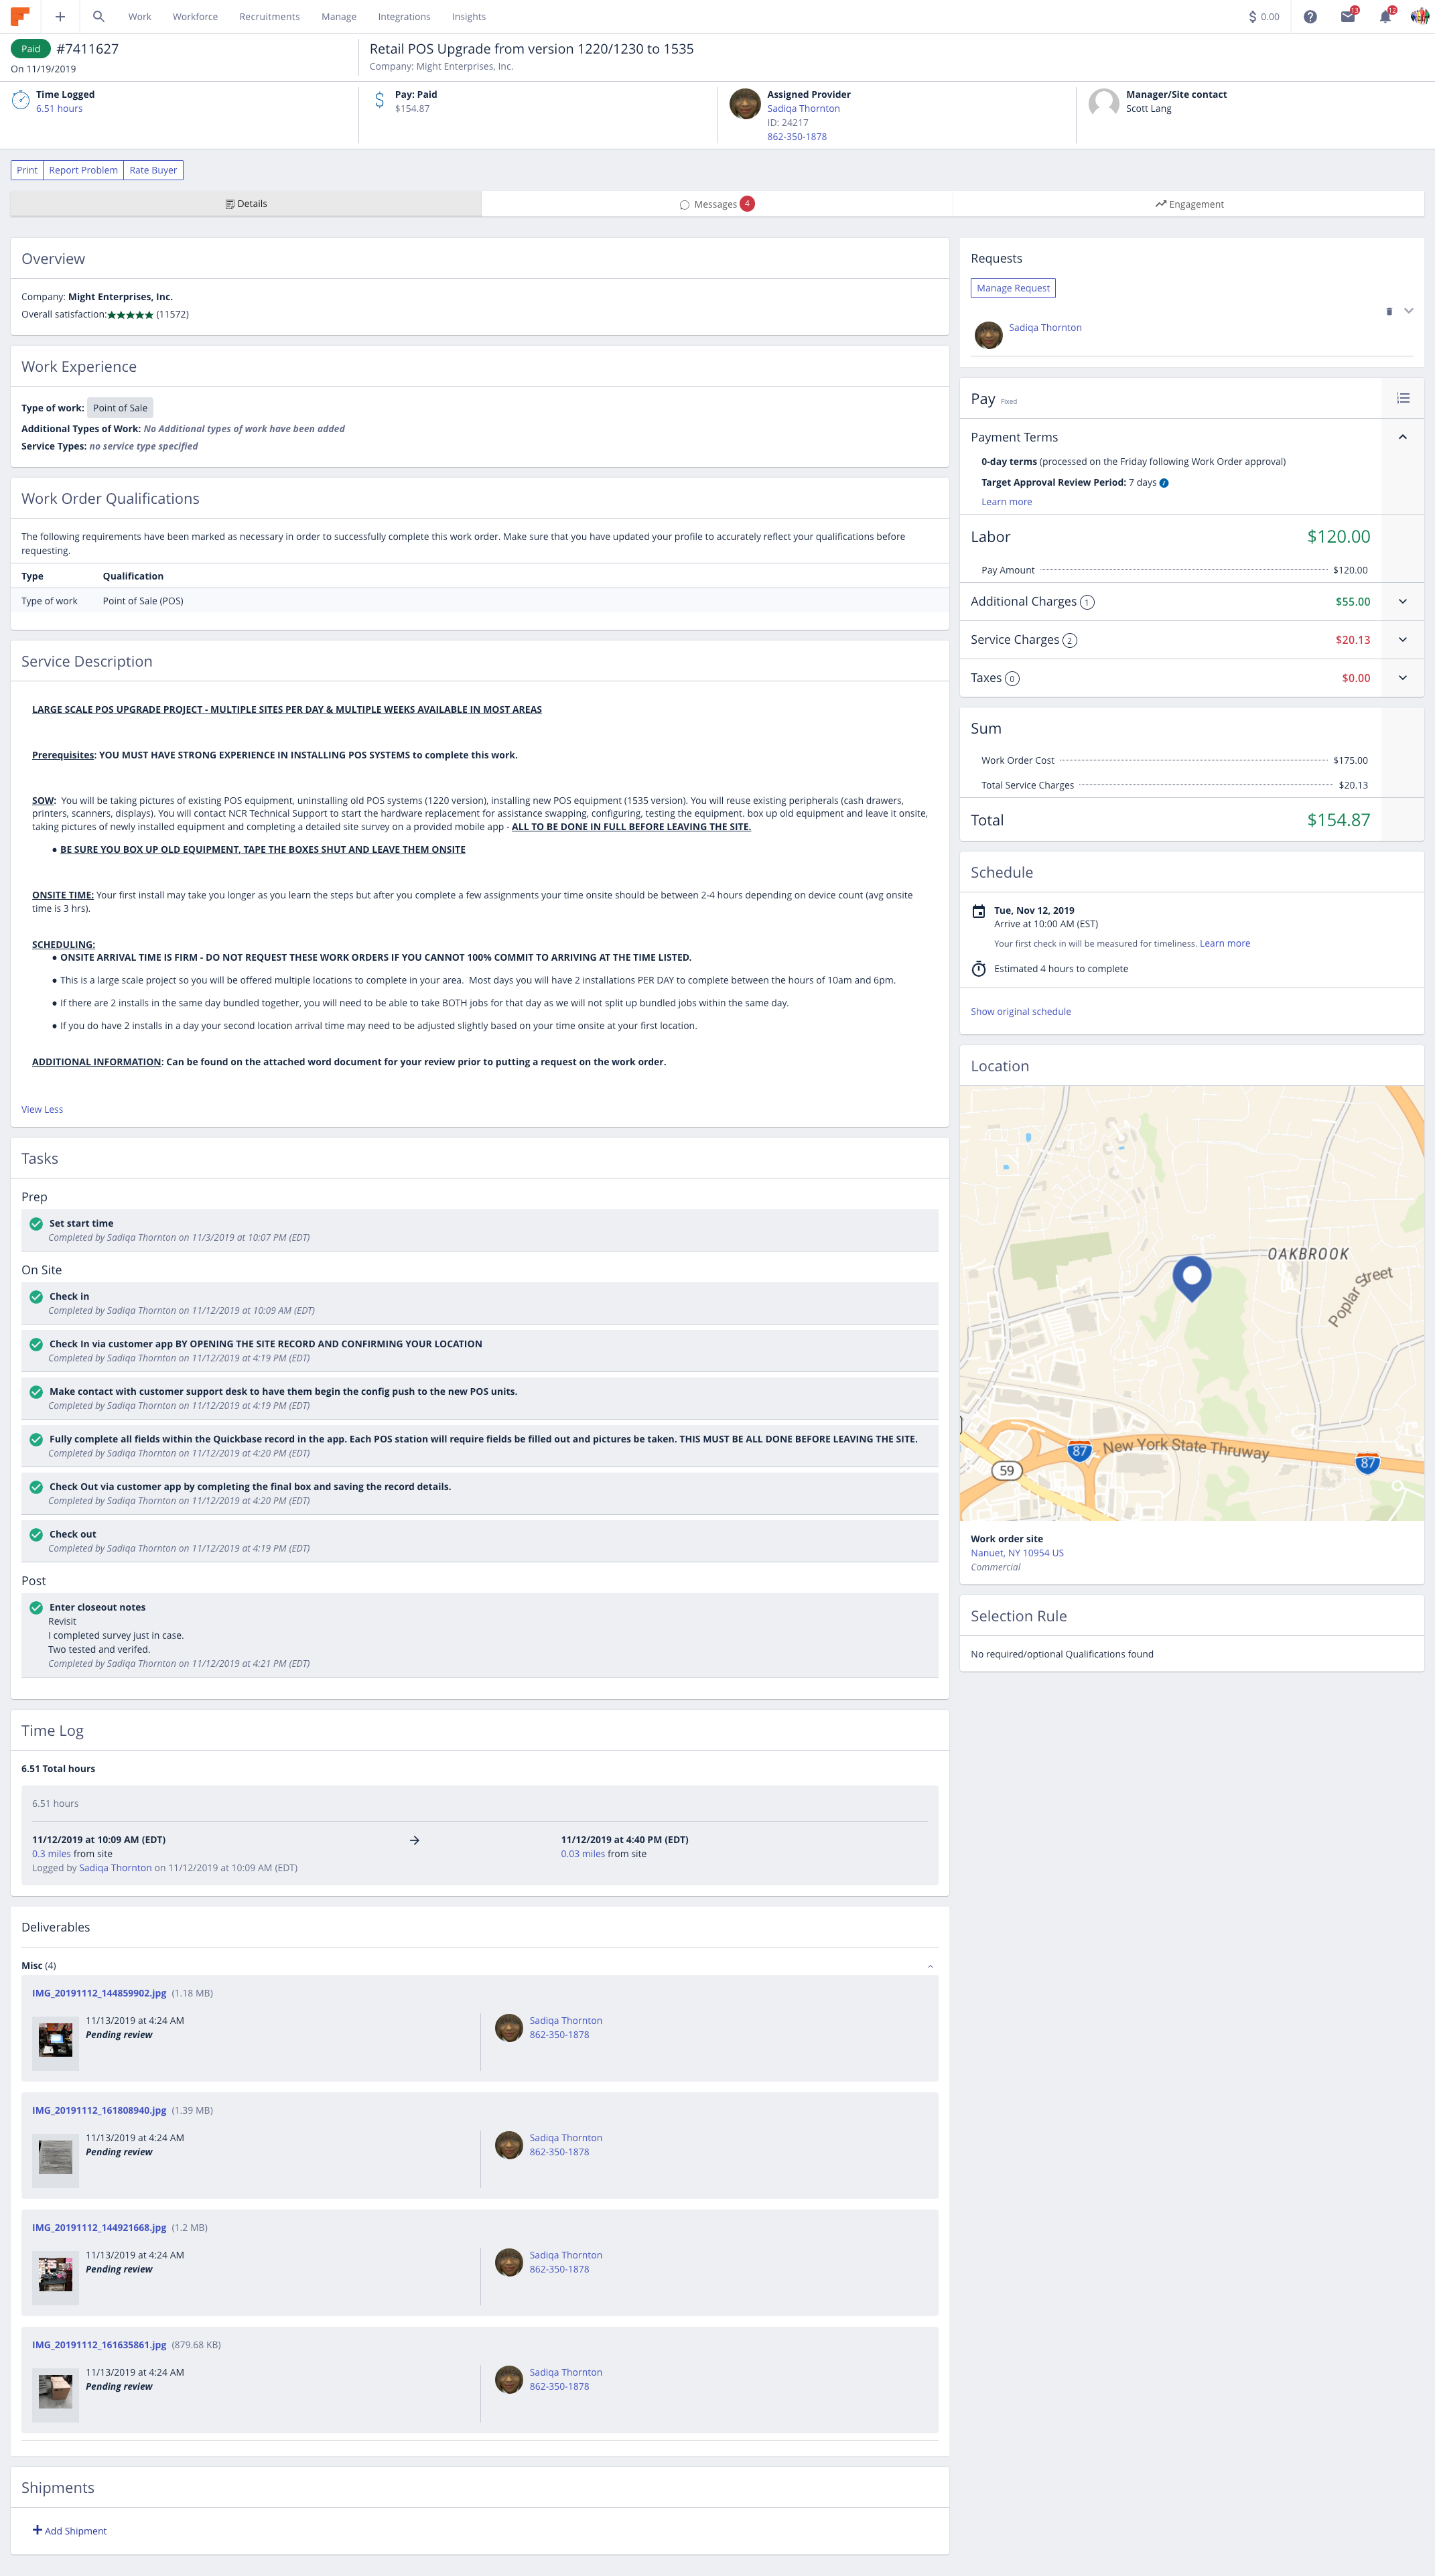 Work Workforce Recruitments Manage Integrations Insights
$ 0.00
13
12
Paid #7411627
On 11/19/2019
Retail POS Upgrade from version 1220/1230 to 1535
Company: Might Enterprises, Inc.
Time Logged
6.51 hours
Pay: Paid
$154.87
Assigned Provider
Sadiqa Thornton
ID: 24217
862-350-1878
Manager/Site contact
Scott Lang
Print Report Problem Rate Buyer
Details
Messages 4
Engagement
Overview
Company: Might Enterprises, Inc.
Overall satisfaction:★★★★★ (11572)
Work Experience
Type of work: Point of Sale
Additional Types of Work: No Additional types of work have been added
Service Types: no service type specified
Work Order Qualifications
The following requirements have been marked as necessary in order to successfully complete this work order. Make sure that you have updated your profile to accurately reflect your qualifications before
requesting.
Type Qualification
Type of work Point of Sale (POS)
Service Description
LARGE SCALE POS UPGRADE PROJECT - MULTIPLE SITES PER DAY & MULTIPLE WEEKS AVAILABLE IN MOST AREAS
Prerequisites: YOU MUST HAVE STRONG EXPERIENCE IN INSTALLING POS SYSTEMS to complete this work.
SOW: You will be taking pictures of existing POS equipment, uninstalling old POS systems (1220 version), installing new POS equipment (1535 version). You will reuse existing peripherals (cash drawers,
printers, scanners, displays). You will contact NCR Technical Support to start the hardware replacement for assistance swapping, configuring, testing the equipment. box up old equipment and leave it onsite,
taking pictures of newly installed equipment and completing a detailed site survey on a provided mobile app - ALL TO BE DONE IN FULL BEFORE LEAVING THE SITE.
• BE SURE YOU BOX UP OLD EQUIPMENT, TAPE THE BOXES SHUT AND LEAVE THEM ONSITE
ONSITE TIME: Your first install may take you longer as you learn the steps but after you complete a few assignments your time onsite should be between 2-4 hours depending on device count (avg onsite
time is 3 hrs).
SCHEDULING:
• ONSITE ARRIVAL TIME IS FIRM - DO NOT REQUEST THESE WORK ORDERS IF YOU CANNOT 100% COMMIT TO ARRIVING AT THE TIME LISTED.
• This is a large scale project so you will be offered multiple locations to complete in your area. Most days you will have 2 installations PER DAY to complete between the hours of 10am and 6pm.
• If there are 2 installs in the same day bundled together, you will need to be able to take BOTH jobs for that day as we will not split up bundled jobs within the same day.
• If you do have 2 installs in a day your second location arrival time may need to be adjusted slightly based on your time onsite at your first location.
ADDITIONAL INFORMATION: Can be found on the attached word document for your review prior to putting a request on the work order.
View Less
Tasks
Prep
Set start time
Completed by Sadiqa Thornton on 11/3/2019 at 10:07 PM (EDT)
On Site
Check in
Completed by Sadiqa Thornton on 11/12/2019 at 10:09 AM (EDT)
Check In via customer app BY OPENING THE SITE RECORD AND CONFIRMING YOUR LOCATION
Completed by Sadiqa Thornton on 11/12/2019 at 4:19 PM (EDT)
Make contact with customer support desk to have them begin the config push to the new POS units.
Completed by Sadiqa Thornton on 11/12/2019 at 4:19 PM (EDT)
Fully complete all fields within the Quickbase record in the app. Each POS station will require fields be filled out and pictures be taken. THIS MUST BE ALL DONE BEFORE LEAVING THE SITE.
Completed by Sadiqa Thornton on 11/12/2019 at 4:20 PM (EDT)
Check Out via customer app by completing the final box and saving the record details.
Completed by Sadiqa Thornton on 11/12/2019 at 4:20 PM (EDT)
Check out
Completed by Sadiqa Thornton on 11/12/2019 at 4:19 PM (EDT)
Post
Enter closeout notes
Revisit
I completed survey just in case.
Two tested and verifed.
Completed by Sadiqa Thornton on 11/12/2019 at 4:21 PM (EDT)
Time Log
6.51 Total hours
6.51 hours
11/12/2019 at 10:09 AM (EDT) → 11/12/2019 at 4:40 PM (EDT)
0.3 miles from site 0.03 miles from site
Logged by Sadiqa Thornton on 11/12/2019 at 10:09 AM (EDT)
Deliverables
Misc (4)
IMG_20191112_144859902.jpg (1.18 MB)
11/13/2019 at 4:24 AM
Pending review
Sadiqa Thornton
862-350-1878
IMG_20191112_161808940.jpg (1.39 MB)
11/13/2019 at 4:24 AM
Pending review
Sadiqa Thornton
862-350-1878
IMG_20191112_144921668.jpg (1.2 MB)
11/13/2019 at 4:24 AM
Pending review
Sadiqa Thornton
862-350-1878
IMG_20191112_161635861.jpg (879.68 KB)
11/13/2019 at 4:24 AM
Pending review
Sadiqa Thornton
862-350-1878
Shipments
+ Add Shipment
Requests
Manage Request
Sadiqa Thornton
Pay Fixed
Payment Terms
0-day terms (processed on the Friday following Work Order approval)
Target Approval Review Period: 7 days
Learn more
Labor $120.00
Pay Amount $120.00
Additional Charges 1 $55.00
Service Charges 2 $20.13
Taxes 0 $0.00
Sum
Work Order Cost $175.00
Total Service Charges $20.13
Total $154.87
Schedule
Tue, Nov 12, 2019
Arrive at 10:00 AM (EST)
Your first check in will be measured for timeliness. Learn more
Estimated 4 hours to complete
Show original schedule
Location
OAKBROOK
Poplar Street
New York State Thruway
87
87
59
Work order site
Nanuet, NY 10954 US
Commercial
Selection Rule
No required/optional Qualifications found